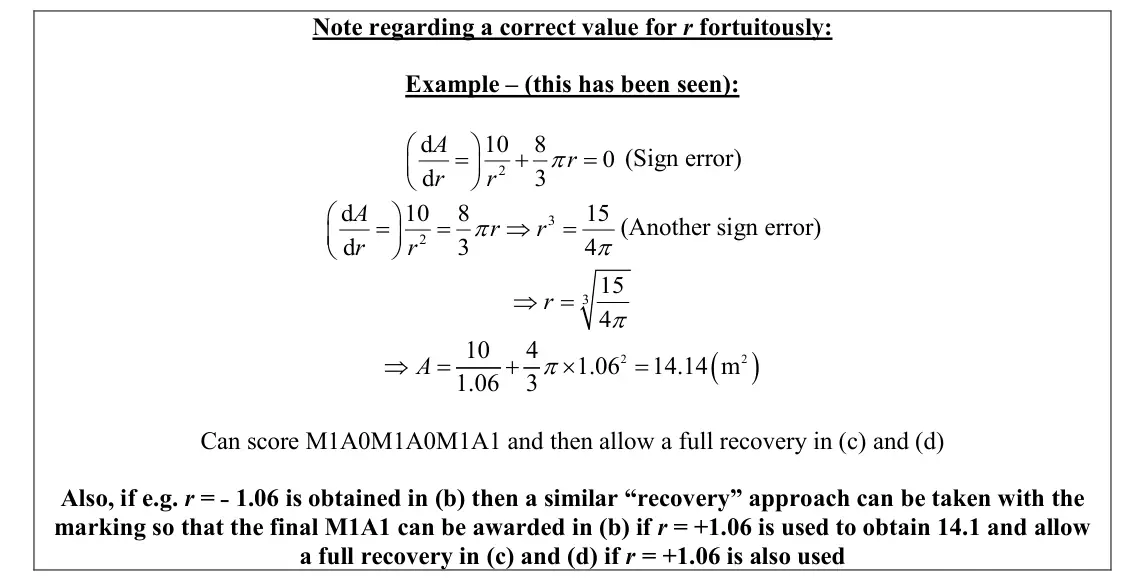 Note regarding a correct value for r fortuitously:
Example – (this has been seen):
(dA/dr =) 10/r² + 8/3 πr = 0 (Sign error)
(dA/dr =) 10/r² = 8/3 πr ⇒ r³ = 15/4π (Another sign error)
⇒ r = ∛(15/4π)
⇒ A = 10/1.06 + 4/3 π × 1.06² = 14.14 (m²)
Can score M1A0M1A0M1A1 and then allow a full recovery in (c) and (d)
Also, if e.g. r = - 1.06 is obtained in (b) then a similar “recovery” approach can be taken with the
marking so that the final M1A1 can be awarded in (b) if r = +1.06 is used to obtain 14.1 and allow
a full recovery in (c) and (d) if r = +1.06 is also used